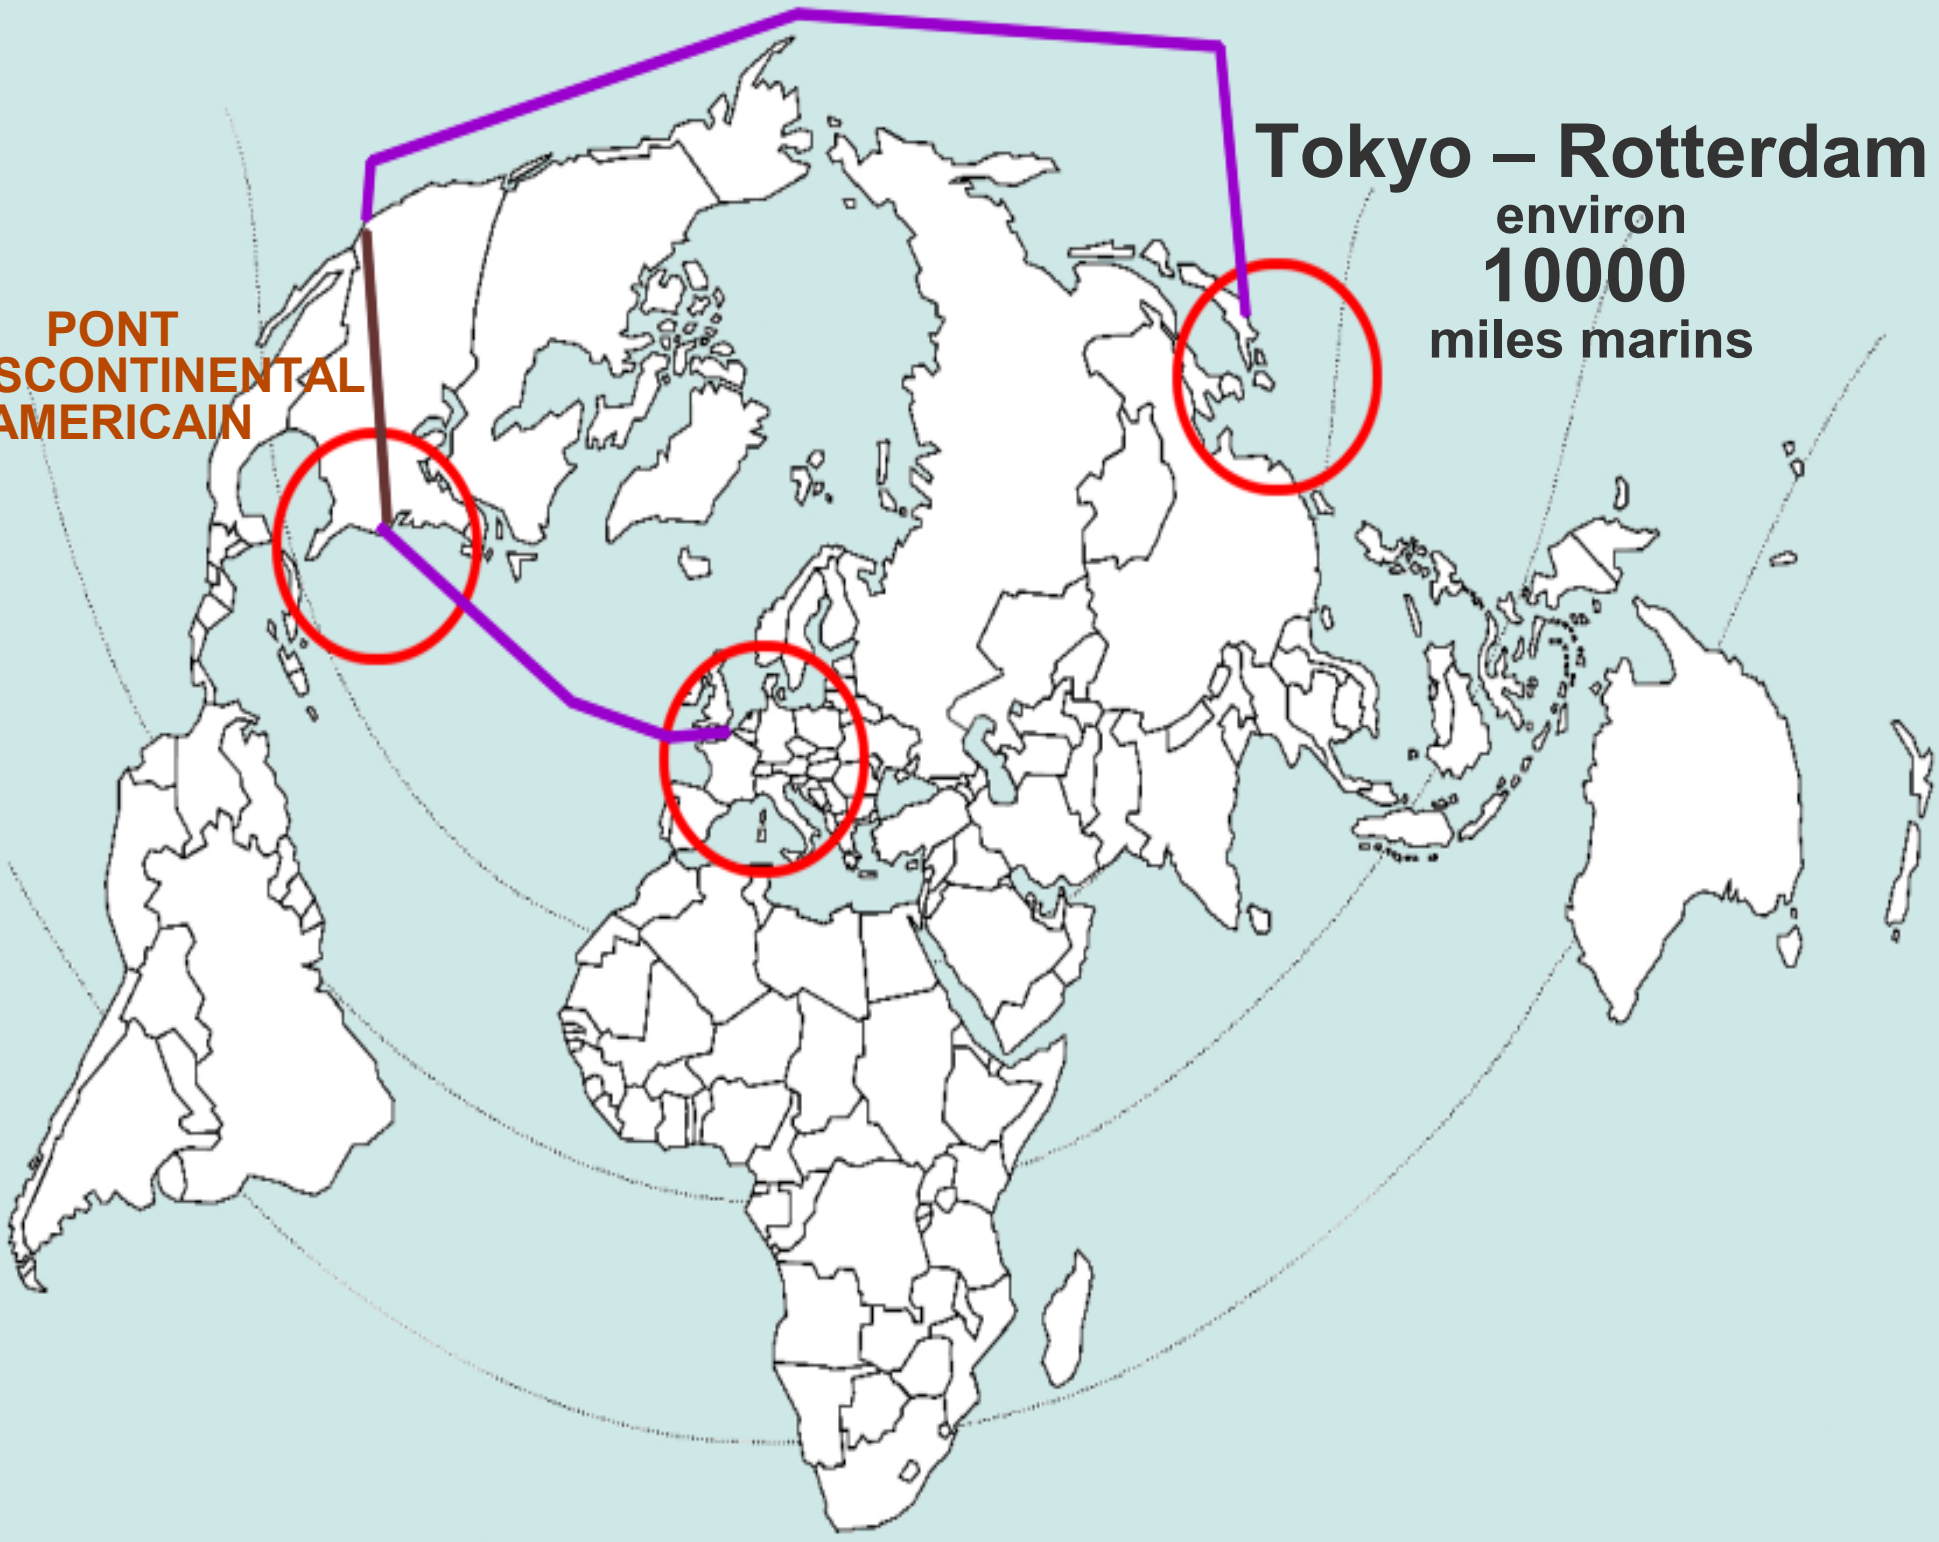 Tokyo – Rotterdam
environ
10000
miles marins
PONT
SCONTINENTAL
AMERICAIN